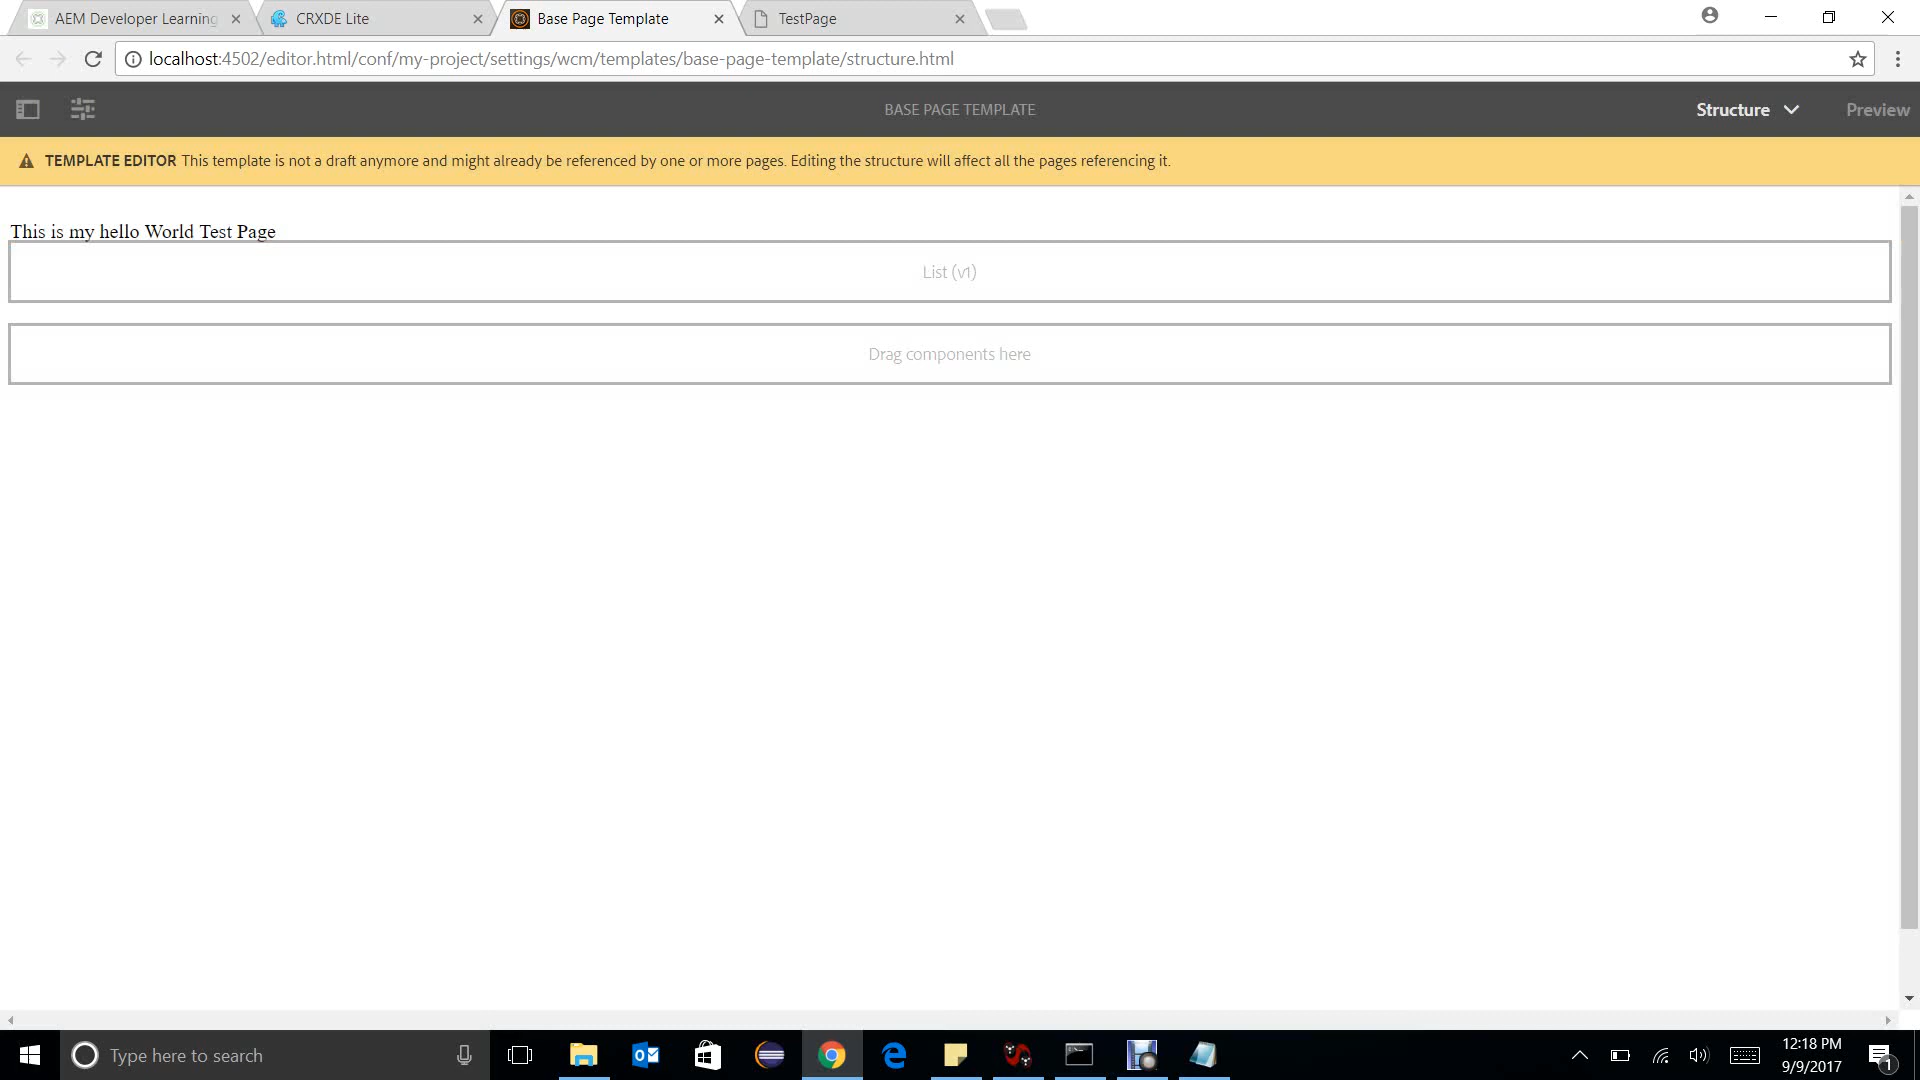 AEM Developer Learning
CRXDE Lite
Base Page Template
TestPage
localhost:4502/editor.html/conf/my-project/settings/wcm/templates/base-page-template/structure.html
BASE PAGE TEMPLATE
Structure
Preview
TEMPLATE EDITOR This template is not a draft anymore and might already be referenced by one or more pages. Editing the structure will affect all the pages referencing it.
This is my hello World Test Page
List (v1)
Drag components here
Type here to search
12:18 PM
9/9/2017
1